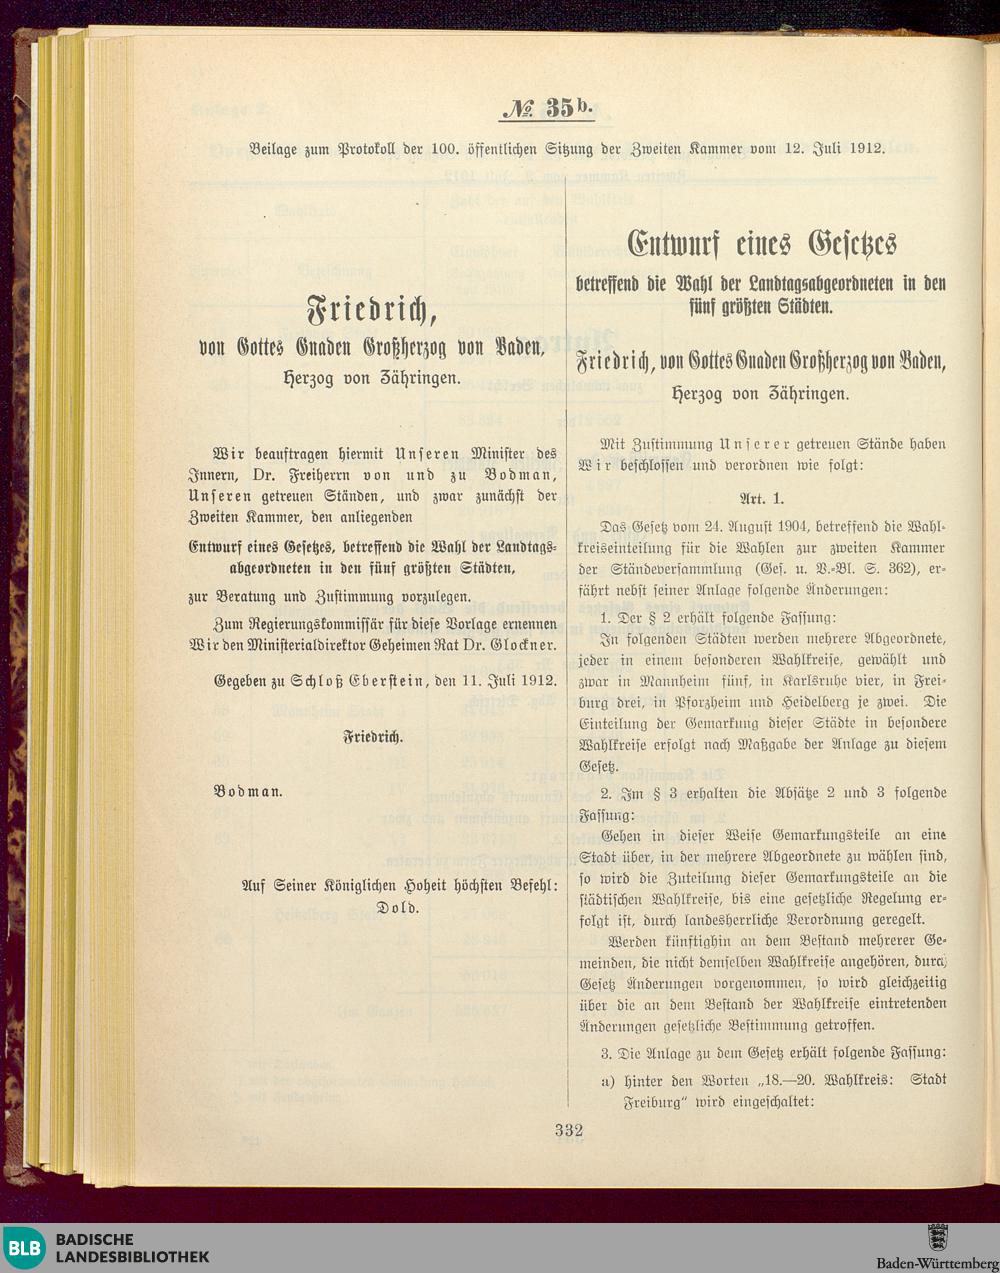 № 35b.
Beilage zum Protokoll der 100. öffentlichen Sitzung der Zweiten Kammer vom 12. Juli 1912.
Friedrich,
von Gottes Gnaden Großherzog von Baden,
Herzog von Zähringen.
Wir beauftragen hiermit Unseren Minister des
Innern, Dr. Freiherrn von und zu Bodman,
Unseren getreuen Ständen, und zwar zunächst der
Zweiten Kammer, den anliegenden
Entwurf eines Gesetzes, betreffend die Wahl der Landtags-
abgeordneten in den fünf größten Städten,
zur Beratung und Zustimmung vorzulegen.
Zum Regierungskommissär für diese Vorlage ernennen
Wir den Ministerialdirektor Geheimen Rat Dr. Glockner.
Gegeben zu Schloß Eberstein, den 11. Juli 1912.
Friedrich.
Bodman.
Auf Seiner Königlichen Hoheit höchsten Befehl:
Dold.
Entwurf eines Gesetzes
betreffend die Wahl der Landtagsabgeordneten in den
fünf größten Städten.
Friedrich, von Gottes Gnaden Großherzog von Baden,
Herzog von Zähringen.
Mit Zustimmung Unserer getreuen Stände haben
Wir beschlossen und verordnen wie folgt:
Art. 1.
Das Gesetz vom 24. August 1904, betreffend die Wahl-
kreiseinteilung für die Wahlen zur zweiten Kammer
der Ständeversammlung (Ges. u. V.-Bl. S. 362), er-
fährt nebst seiner Anlage folgende Änderungen:
1. Der § 2 erhält folgende Fassung:
In folgenden Städten werden mehrere Abgeordnete,
jeder in einem besonderen Wahlkreise, gewählt und
zwar in Mannheim fünf, in Karlsruhe vier, in Frei-
burg drei, in Pforzheim und Heidelberg je zwei. Die
Einteilung der Gemarkung dieser Städte in besondere
Wahlkreise erfolgt nach Maßgabe der Anlage zu diesem
Gesetz.
2. Im § 3 erhalten die Absätze 2 und 3 folgende
Fassung:
Gehen in dieser Weise Gemarkungsteile an eine
Stadt über, in der mehrere Abgeordnete zu wählen sind,
so wird die Zuteilung dieser Gemarkungsteile an die
städtischen Wahlkreise, bis eine gesetzliche Regelung er-
folgt ist, durch landesherrliche Verordnung geregelt.
Werden künftighin an dem Bestand mehrerer Ge-
meinden, die nicht demselben Wahlkreise angehören, durch
Gesetz Änderungen vorgenommen, so wird gleichzeitig
über die an dem Bestand der Wahlkreise eintretenden
Änderungen gesetzliche Bestimmung getroffen.
3. Die Anlage zu dem Gesetz erhält folgende Fassung:
a) hinter den Worten „18.—20. Wahlkreis: Stadt
Freiburg" wird eingeschaltet:
332
BLB BADISCHE
LANDESBIBLIOTHEK
Baden-Württemberg